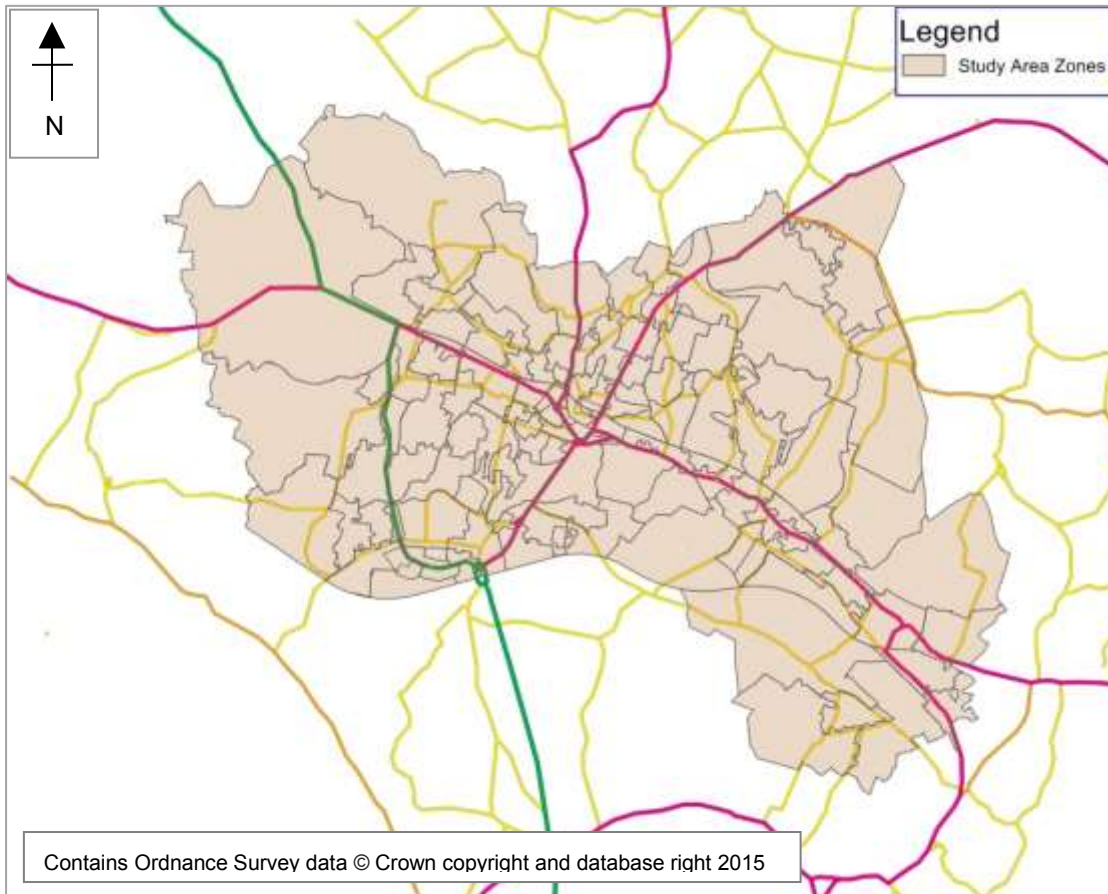 N
Legend
Study Area Zones
Contains Ordnance Survey data © Crown copyright and database right 2015